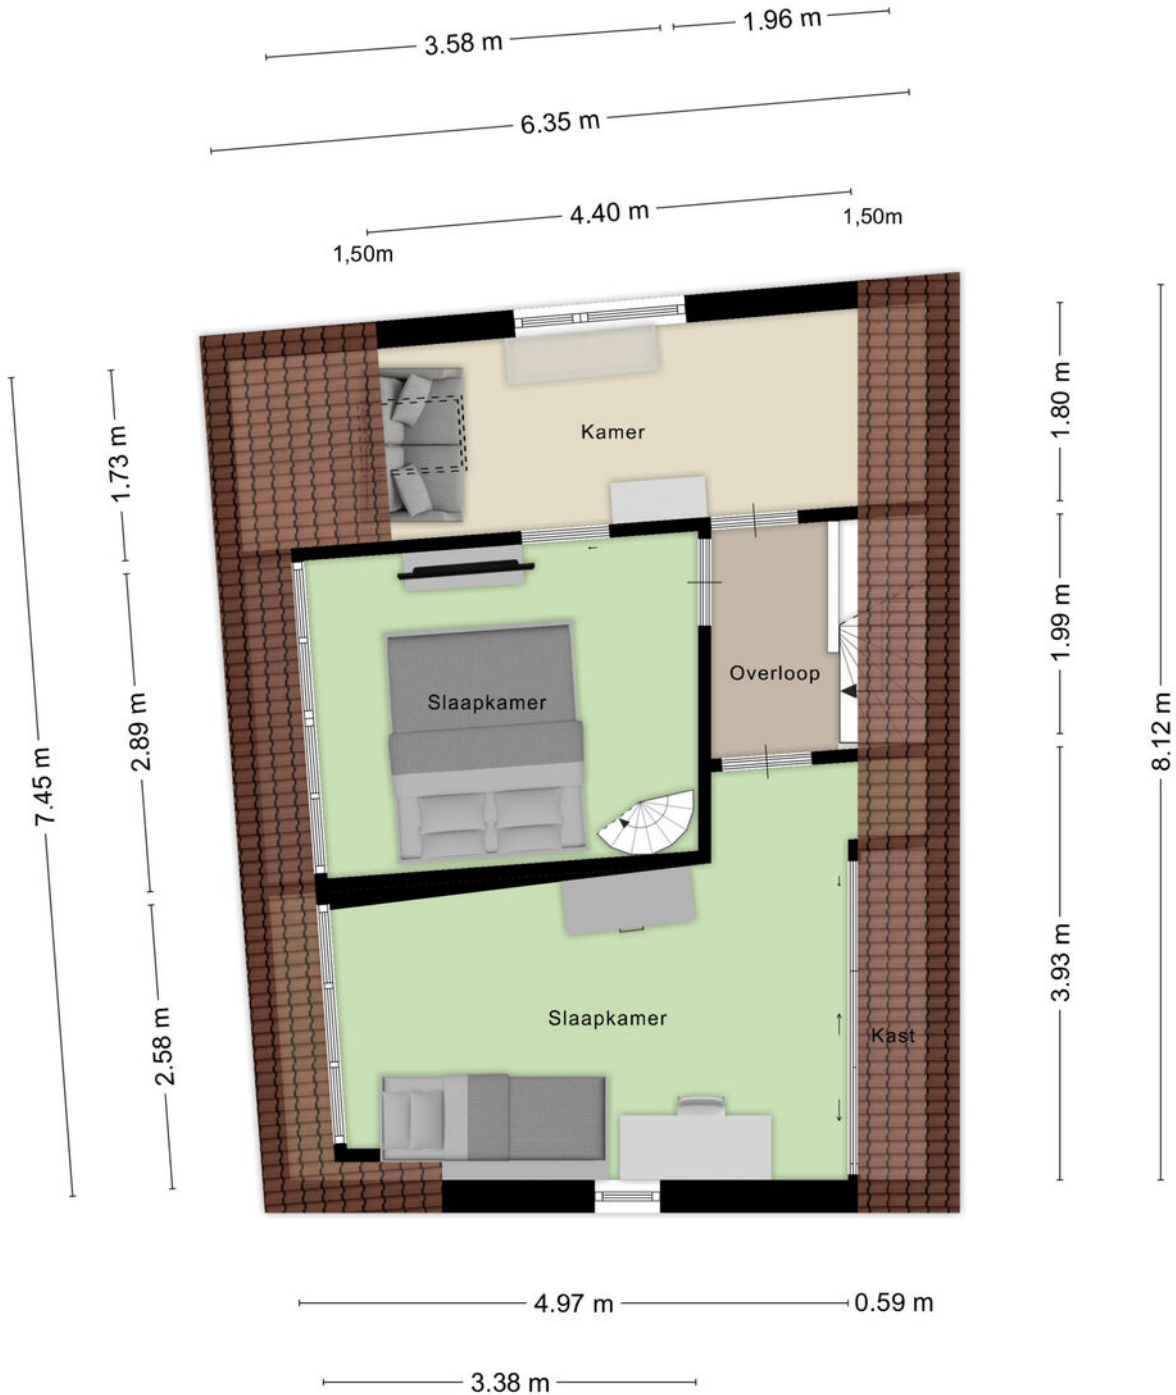 1.96 m
3.58 m
6.35 m
4.40 m
1,50m
1,50m
1.80 m
1.73 m
Kamer
1.99 m
Overloop
Slaapkamer
2.89 m
8.12 m
7.45 m
3.93 m
Slaapkamer
Kast
2.58 m
4.97 m
0.59 m
3.38 m